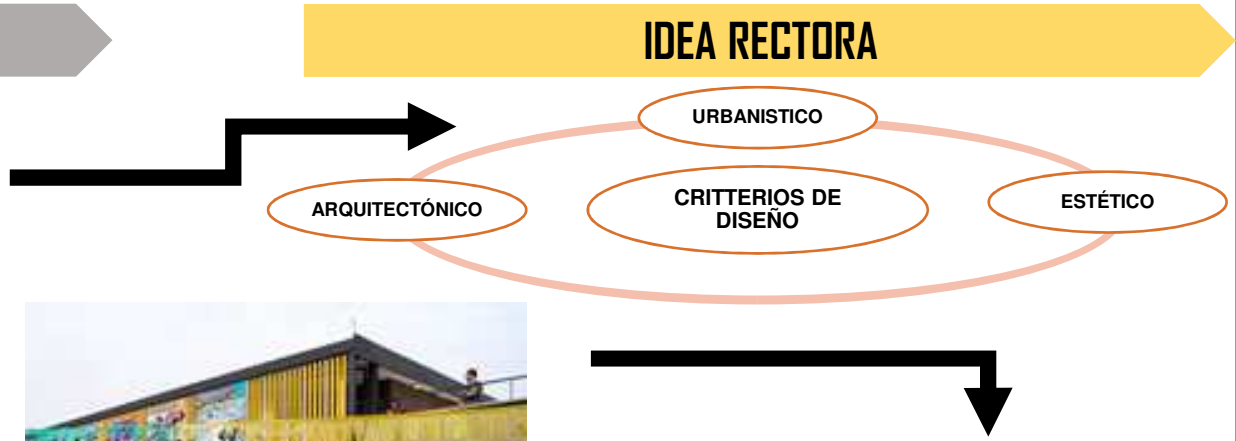 IDEA RECTORA
URBANISTICO
ARQUITECTÓNICO
CRITTERIOS DE
DISEÑO
ESTÉTICO